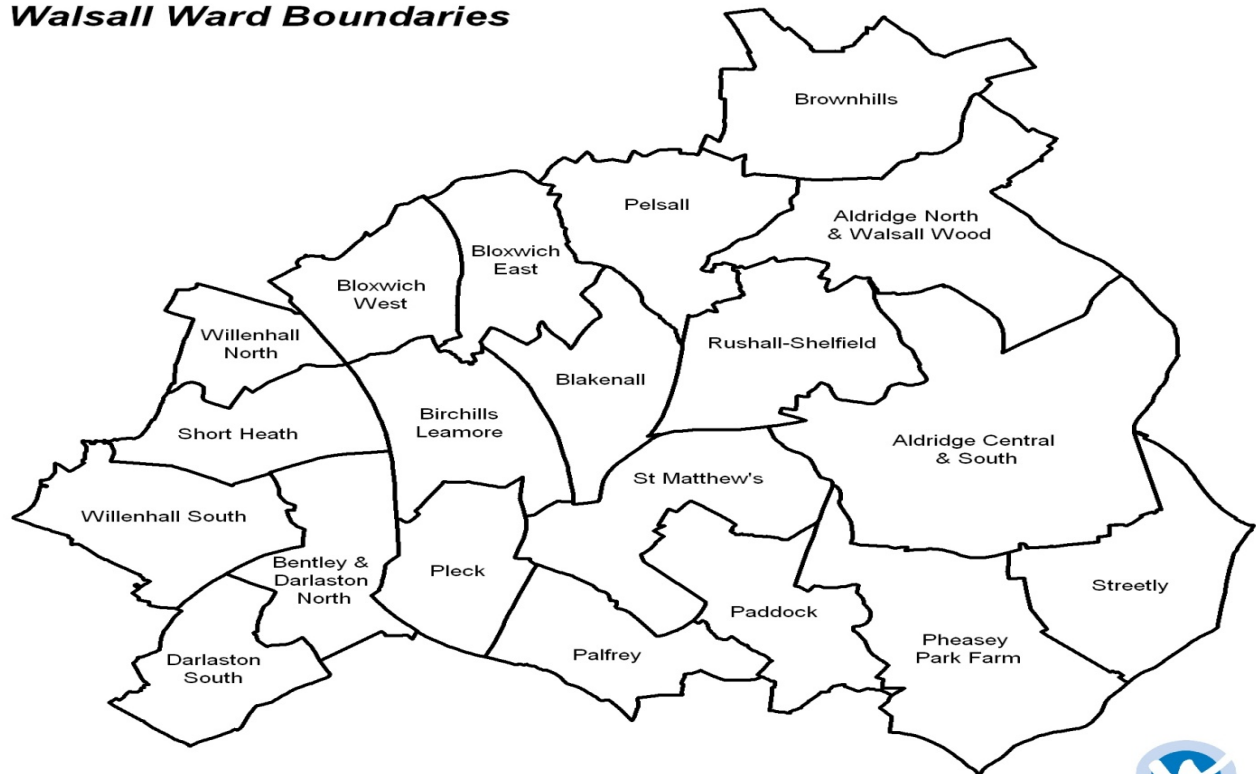 Walsall Ward Boundaries
Brownhills
Pelsall
Aldridge North
& Walsall Wood
Bloxwich
East
Bloxwich
West
Willenhall
North
Rushall-Shelfield
Blakenall
Birchills
Leamore
Short Heath
Aldridge Central
& South
St Matthew's
Willenhall South
Bentley &
Darlaston
North
Pleck
Streetly
Paddock
Pheasey
Park Farm
Palfrey
Darlaston
South